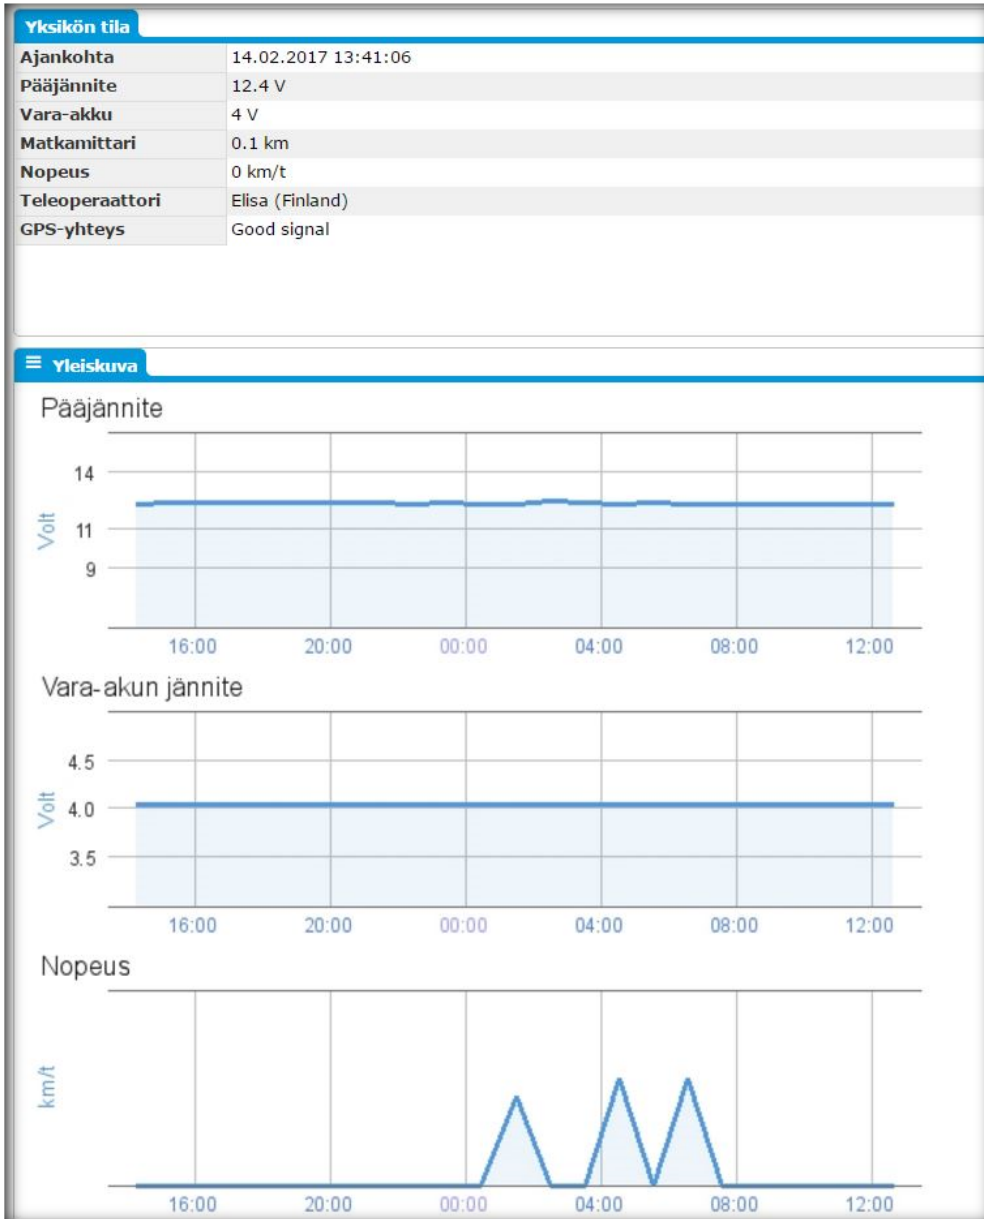 Yksikön tila
Ajankohta 14.02.2017 13:41:06
Pääjännite 12.4 V
Vara-akku 4 V
Matkamittari 0.1 km
Nopeus 0 km/t
Teleoperaattori Elisa (Finland)
GPS-yhteys Good signal
Yleiskuva
Pääjännite
14
11
9
Volt
16:00 20:00 00:00 04:00 08:00 12:00
Vara-akun jännite
4.5
4.0
3.5
Volt
16:00 20:00 00:00 04:00 08:00 12:00
Nopeus
km/t
16:00 20:00 00:00 04:00 08:00 12:00